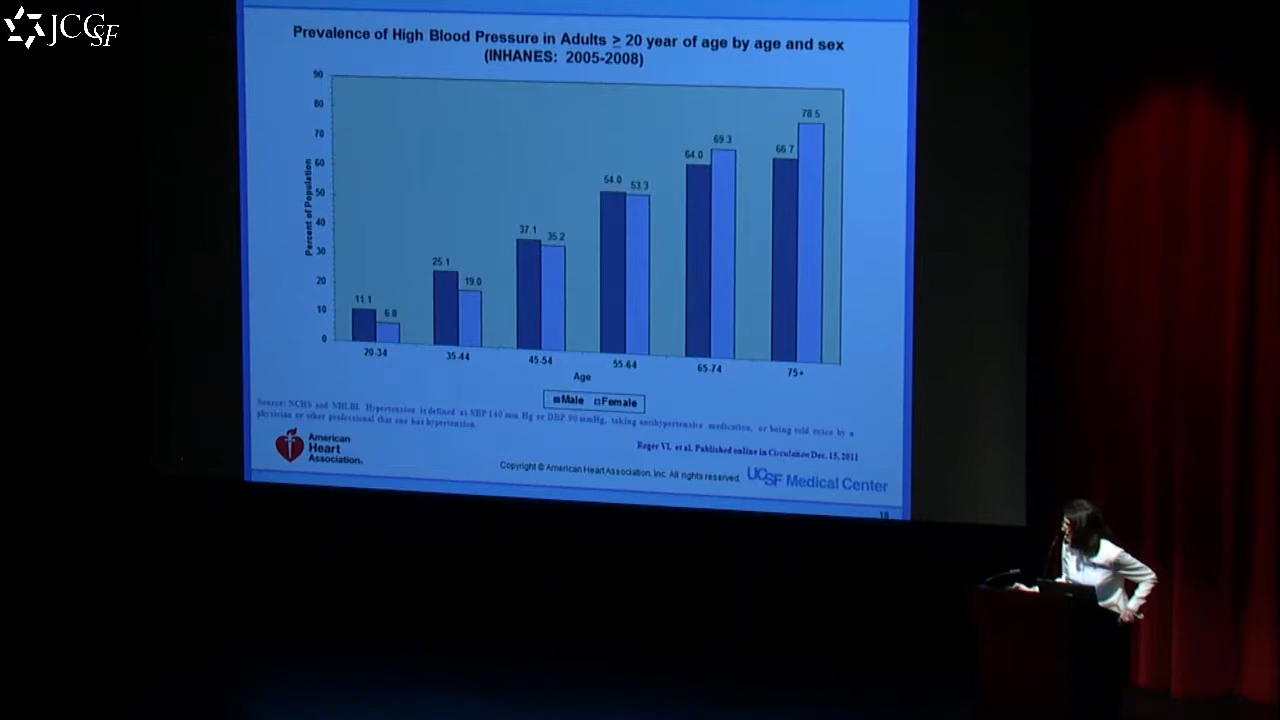 JCCSF
Prevalence of High Blood Pressure in Adults ≥ 20 year of age by age and sex
(INHANES: 2005-2008)
Percent of Population
90
80
70
60
50
40
30
20
10
0
11.1
6.8
25.1
19.0
37.1
35.2
54.0
53.3
64.0
69.3
66.7
78.5
20-34
35-44
45-54
55-64
65-74
75+
Age
Male Female
Source: NCHS and NHLBI. Hypertension is defined as SBP 140 mm Hg or DBP 90 mmHg, taking antihypertensive medication, or being told twice by a
physician or other professional that one has hypertension.
Roger VL et al. Published online in Circulation Dec. 15, 2011
American
Heart
Association.
Copyright © American Heart Association, Inc. All rights reserved.
UCSF Medical Center
18